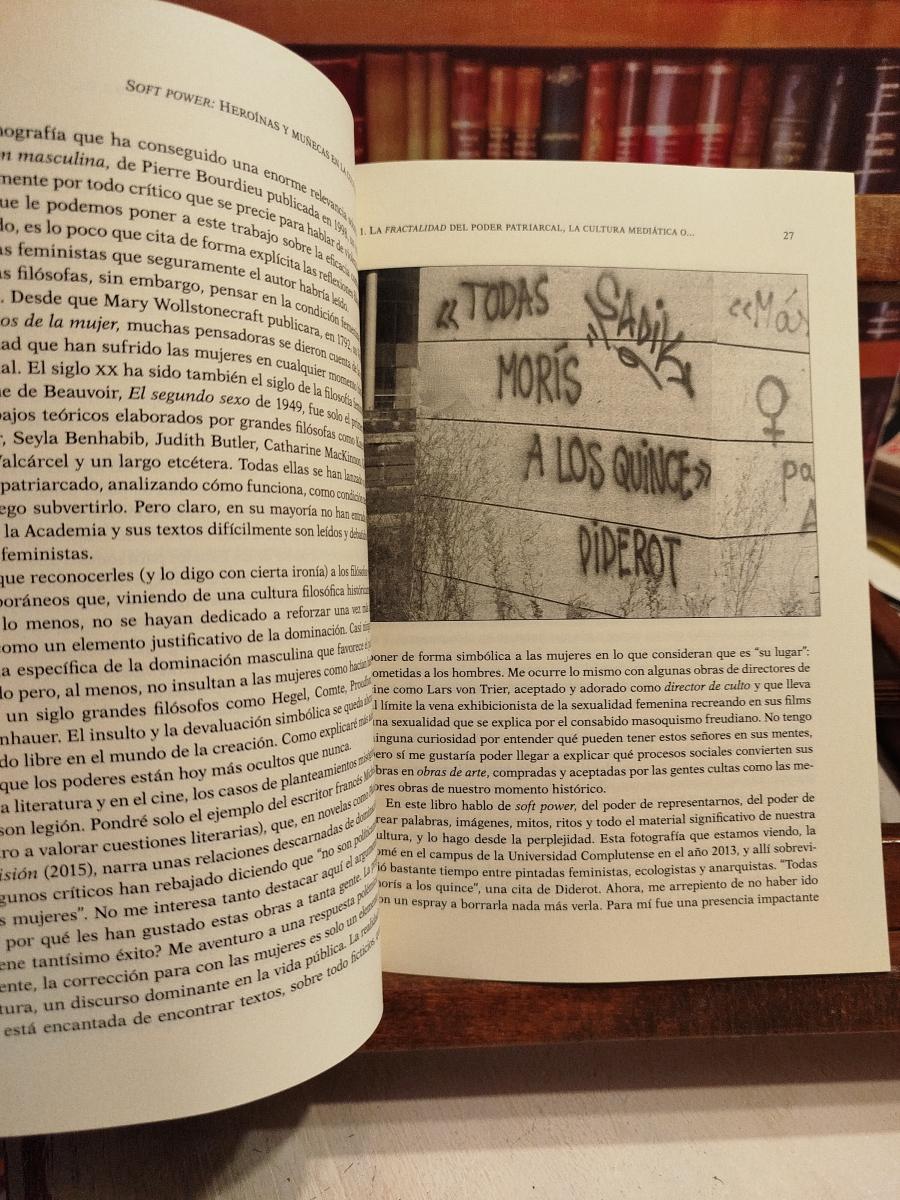 SOFT POWER: HEROÍNAS Y MUÑECAS EN LA
nografía que ha conseguido una enorme relevancia
n masculina, de Pierre Bourdieu publicada en 1998,
mente por todo crítico que se precie para hablar de
ue le podemos poner a este trabajo sobre la eficacia
do, es lo poco que cita de forma explícita las reflexiones
as feministas que seguramente el autor habría leído.
as filósofas, sin embargo, pensar en la condición
. Desde que Mary Wollstonecraft publicara, en 1792,
os de la mujer, muchas pensadoras se dieron cuenta de
ad que han sufrido las mujeres en cualquier momento
al. El siglo XX ha sido también el siglo de la filosofía
e de Beauvoir, El segundo sexo de 1949, fue solo el
bajos teóricos elaborados por grandes filósofas como
r, Seyla Benhabib, Judith Butler, Catharine MacKinnon,
Valcárcel y un largo etcétera. Todas ellas se han
patriarcado, analizando cómo funciona, como
ego subvertirlo. Pero claro, en su mayoría no han
la Academia y sus textos difícilmente son leídos y
feministas.
que reconocerles (y lo digo con cierta ironía) a los
poráneos que, viniendo de una cultura filosófica
lo menos, no se hayan dedicado a reforzar una vez más
como un elemento justificativo de la dominación. Casi
a específica de la dominación masculina que favorece
do pero, al menos, no insultan a las mujeres como hacían
un siglo grandes filósofos como Hegel, Comte,
nhauer. El insulto y la devaluación simbólica se queda
do libre en el mundo de la creación. Como explicaré más
que los poderes están hoy más ocultos que nunca.
a literatura y en el cine, los casos de planteamientos
son legión. Pondré solo el ejemplo del escritor francés
ro a valorar cuestiones literarias), que, en novelas como
isión (2015), narra unas relaciones descarnadas de
gunos críticos han rebajado diciendo que "no son
s mujeres". No me interesa tanto destacar aquí el
por qué les han gustado estas obras a tanta gente.
ene tantísimo éxito? Me aventuro a una respuesta
ente, la corrección para con las mujeres es solo un
tura, un discurso dominante en la vida pública. La
está encantada de encontrar textos, sobre todo ficticios
1. LA FRACTALIDAD DEL PODER PATRIARCAL, LA CULTURA MEDIÁTICA O...
27
«TODAS
MORÍS
A LOS QUINCE»
DIDEROT
SADIK
«Más
pa
oner de forma simbólica a las mujeres en lo que consideran que es "su lugar":
ometidas a los hombres. Me ocurre lo mismo con algunas obras de directores de
ine como Lars von Trier, aceptado y adorado como director de culto y que lleva
l límite la vena exhibicionista de la sexualidad femenina recreando en sus films
na sexualidad que se explica por el consabido masoquismo freudiano. No tengo
inguna curiosidad por entender qué pueden tener estos señores en sus mentes,
ero sí me gustaría poder llegar a explicar qué procesos sociales convierten sus
bras en obras de arte, compradas y aceptadas por las gentes cultas como las me-
ores obras de nuestro momento histórico.
En este libro hablo de soft power, del poder de representarnos, del poder de
rear palabras, imágenes, mitos, ritos y todo el material significativo de nuestra
ultura, y lo hago desde la perplejidad. Esta fotografía que estamos viendo, la
omé en el campus de la Universidad Complutense en el año 2013, y allí sobrevi-
ió bastante tiempo entre pintadas feministas, ecologistas y anarquistas. "Todas
orís a los quince", una cita de Diderot. Ahora, me arrepiento de no haber ido
on un espray a borrarla nada más verla. Para mí fue una presencia impactante